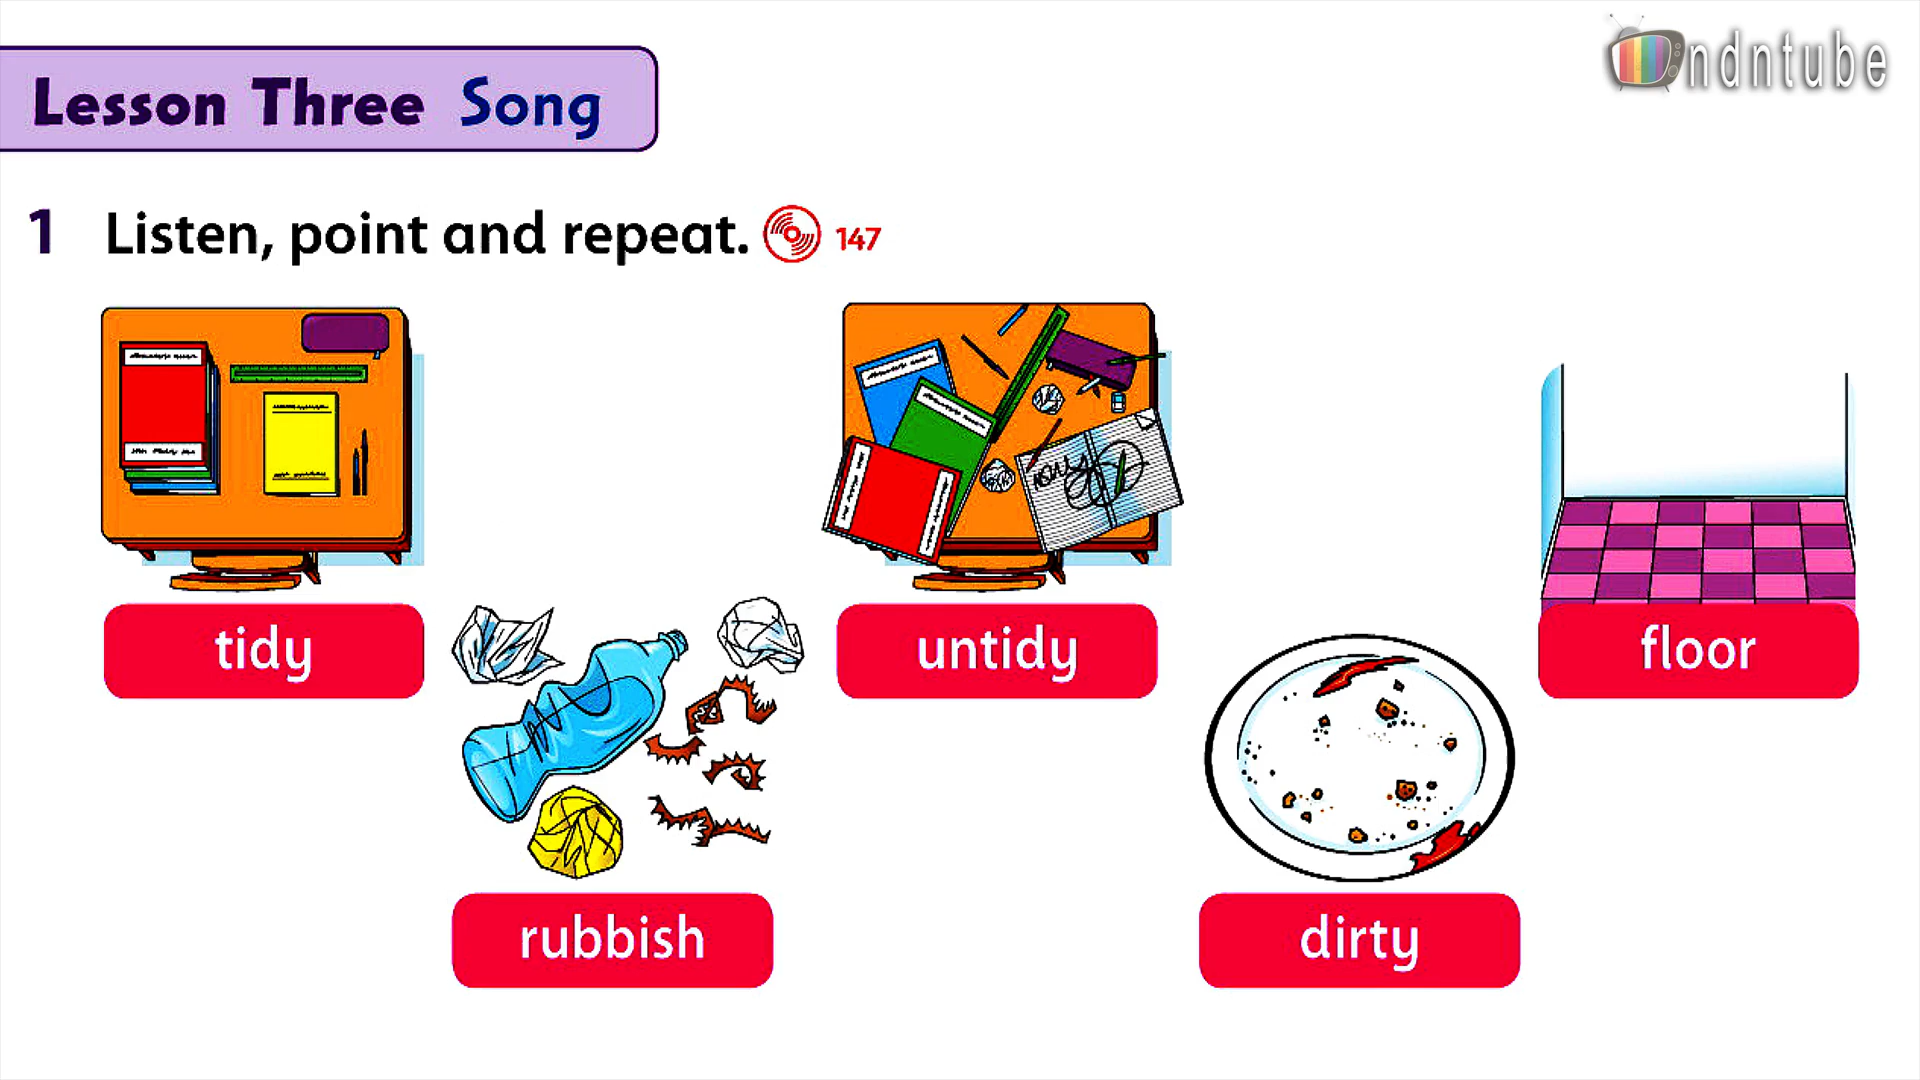 ndntube
Lesson Three Song
1 Listen, point and repeat. 147
tidy
untidy
floor
rubbish
dirty